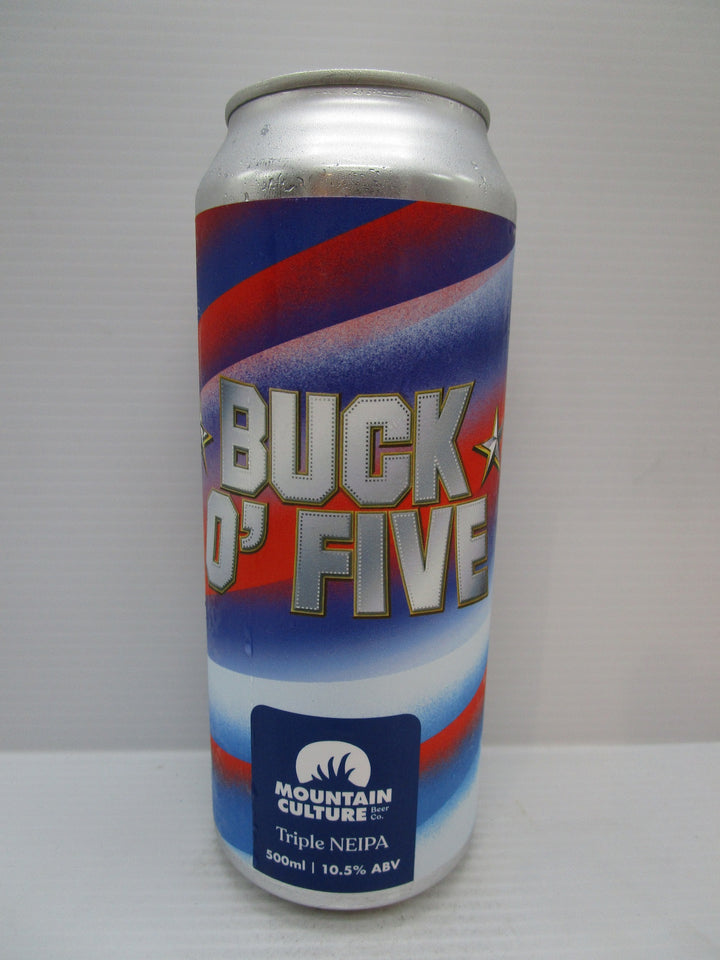 BUCK
O' FIVE
MOUNTAIN
CULTURE Beer Co.
Triple NEIPA
500ml | 10.5% ABV